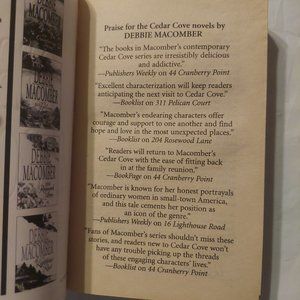 DEBBIE
MACOMBER
DEBBIE
MACOMBER
DEBBIE
MACOMBER
Praise for the Cedar Cove novels by
DEBBIE MACOMBER
“The books in Macomber’s contemporary
Cedar Cove series are irresistibly delicious and
addictive.”
—Publishers Weekly on 44 Cranberry Point
“Excellent characterization will keep readers
anticipating the next visit to Cedar Cove.”
—Booklist on 311 Pelican Court
“Macomber’s endearing characters offer
courage and support to one another and find
hope and love in the most unexpected places.”
—Booklist on 204 Rosewood Lane
“Readers will return to Macomber’s
Cedar Cove with the ease of fitting back
in at the family reunion.”
—BookPage on 44 Cranberry Point
“Macomber is known for her honest portrayals
of ordinary women in small-town America,
and this tale cements her position as
an icon of the genre.”
—Publishers Weekly on 16 Lighthouse Road
“Fans of Macomber’s series shouldn’t miss these
stories, and readers new to Cedar Cove won’t
have any trouble picking up the threads
of these engaging characters’ lives.”
—Booklist on 44 Cranberry Point